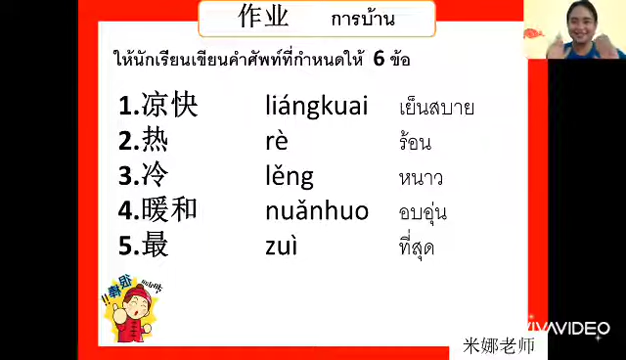 作业 การบ้าน
ให้นักเรียนเขียนคำศัพท์ที่กำหนดให้ 6 ข้อ
1.凉快 liángkuai เย็นสบาย
2.热 rè ร้อน
3.冷 lěng หนาว
4.暖和 nuǎnhuo อบอุ่น
5.最 zuì ที่สุด
米娜老师
VIVAVIDEO